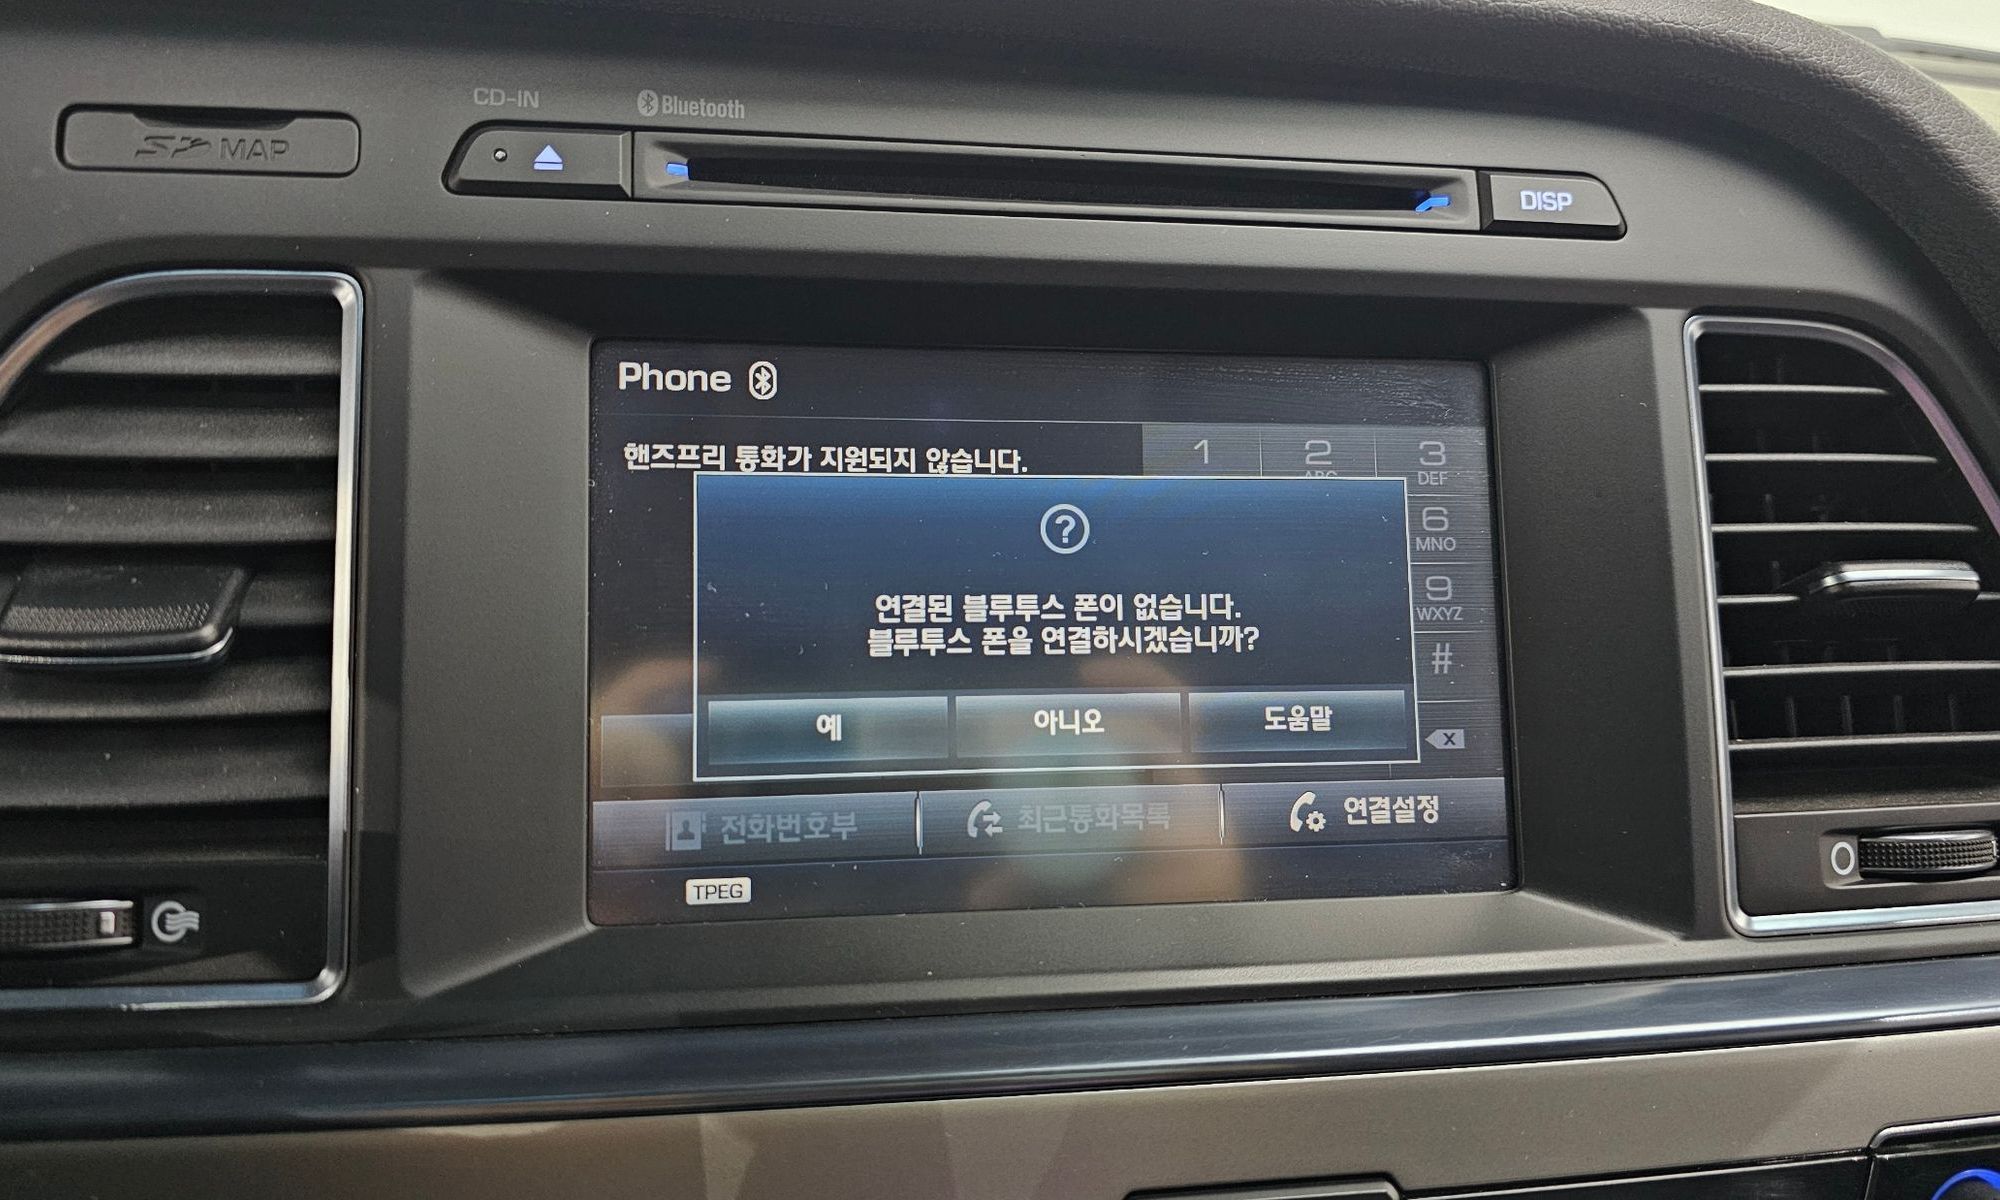 CD-IN
Bluetooth
MAP
DISP
Phone
핸즈프리 통화가 지원되지 않습니다.
1
2
ABC
3
DEF
6
MNO
9
WXYZ
#
X
?
연결된 블루투스 폰이 없습니다.
블루투스 폰을 연결하시겠습니까?
예
아니오
도움말
전화번호부
최근통화목록
연결설정
TPEG